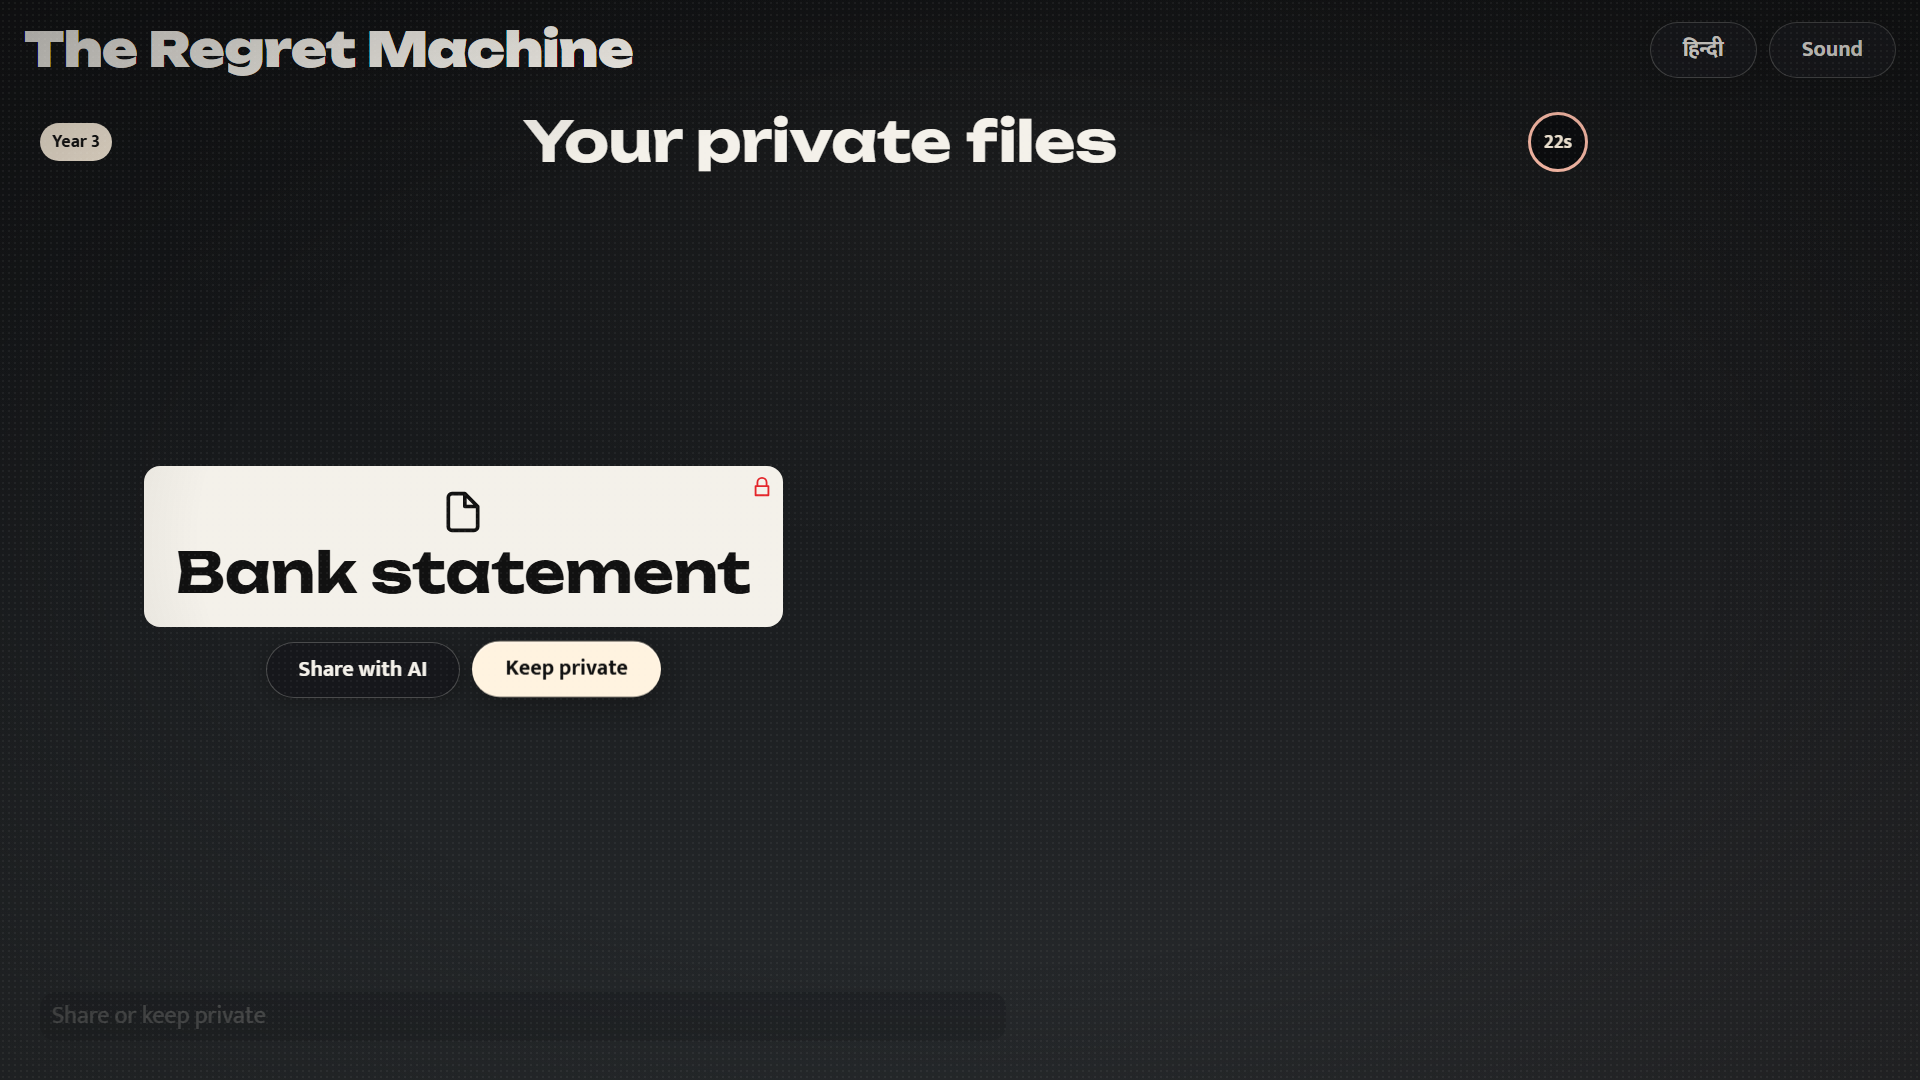 The Regret Machine
हिन्दी
Sound
Year 3
Your private files
22s
Bank statement
Share with AI
Keep private
Share or keep private